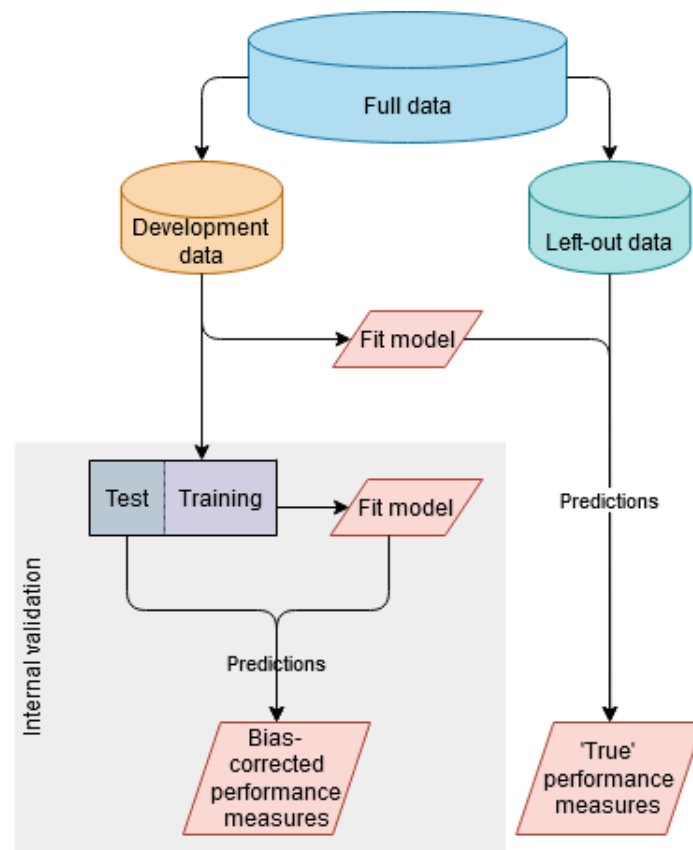 Full data
Development
data
Left-out data
Fit model
Test
Training
Fit model
Predictions
Internal validation
Predictions
Bias-
corrected
performance
measures
'True'
performance
measures